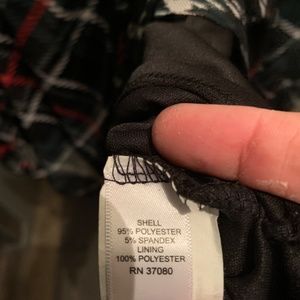 SHELL
95% POLYESTER
5% SPANDEX
LINING
100% POLYESTER
RN 37080